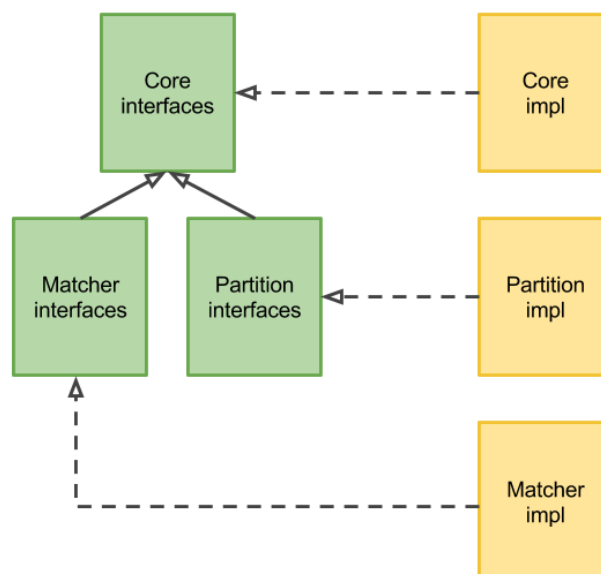 Core
interfaces
Core
impl
Matcher
interfaces
Partition
interfaces
Partition
impl
Matcher
impl